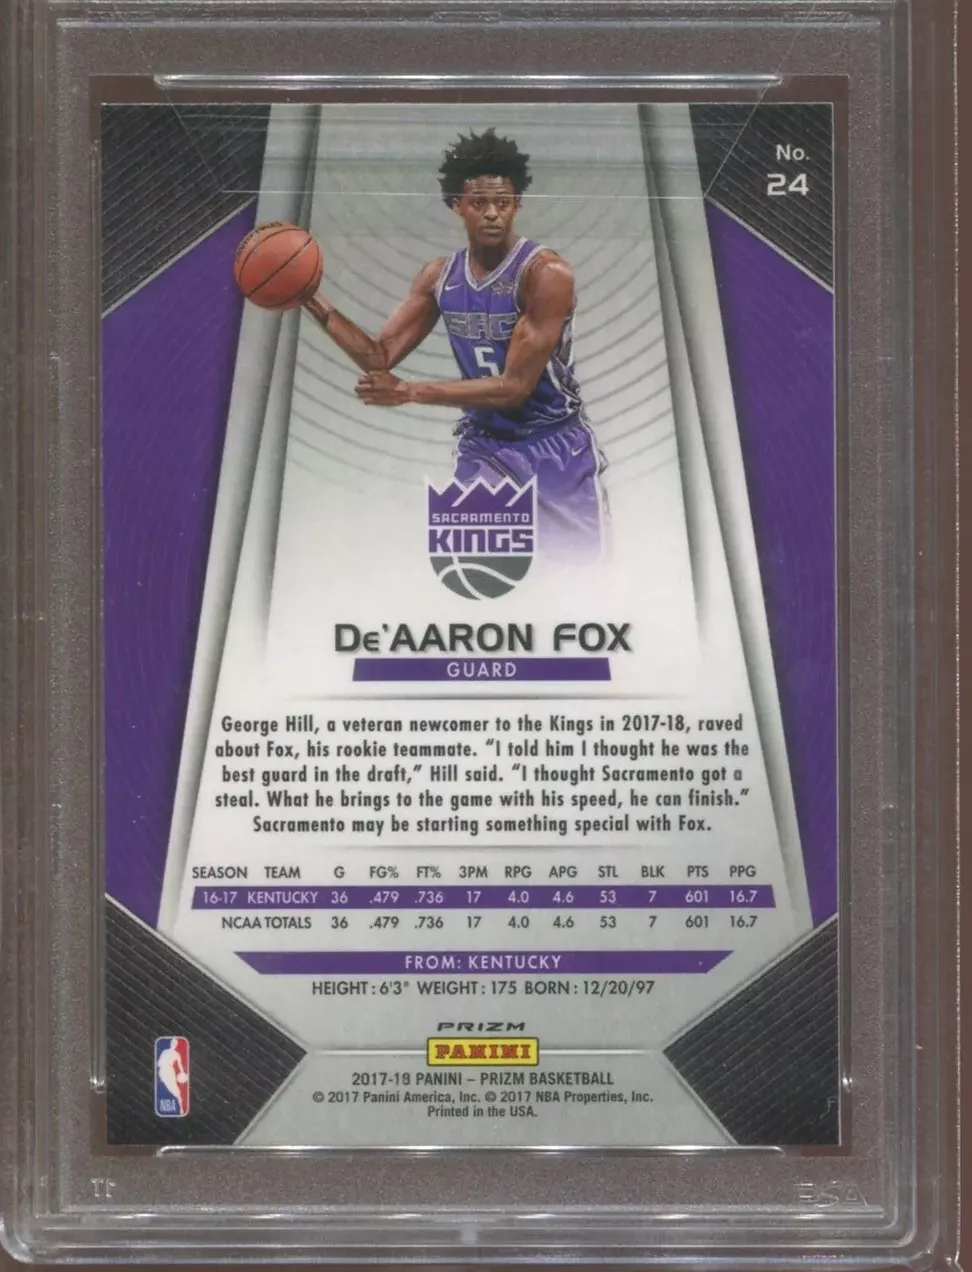 No.
24
SAC
5
SACRAMENTO
KINGS
De'AARON FOX
GUARD
George Hill, a veteran newcomer to the Kings in 2017-18, raved
about Fox, his rookie teammate. “I told him I thought he was the
best guard in the draft,” Hill said. “I thought Sacramento got a
steal. What he brings to the game with his speed, he can finish.”
Sacramento may be starting something special with Fox.
SEASON TEAM G FG% FT% 3PM RPG APG STL BLK PTS PPG
16-17 KENTUCKY 36 .479 .736 17 4.0 4.6 53 7 601 16.7
NCAA TOTALS 36 .479 .736 17 4.0 4.6 53 7 601 16.7
FROM: KENTUCKY
HEIGHT: 6'3" WEIGHT: 175 BORN: 12/20/97
PRIZM
PANINI
NBA
2017-18 PANINI – PRIZM BASKETBALL
© 2017 Panini America, Inc. © 2017 NBA Properties, Inc.
Printed in the USA.